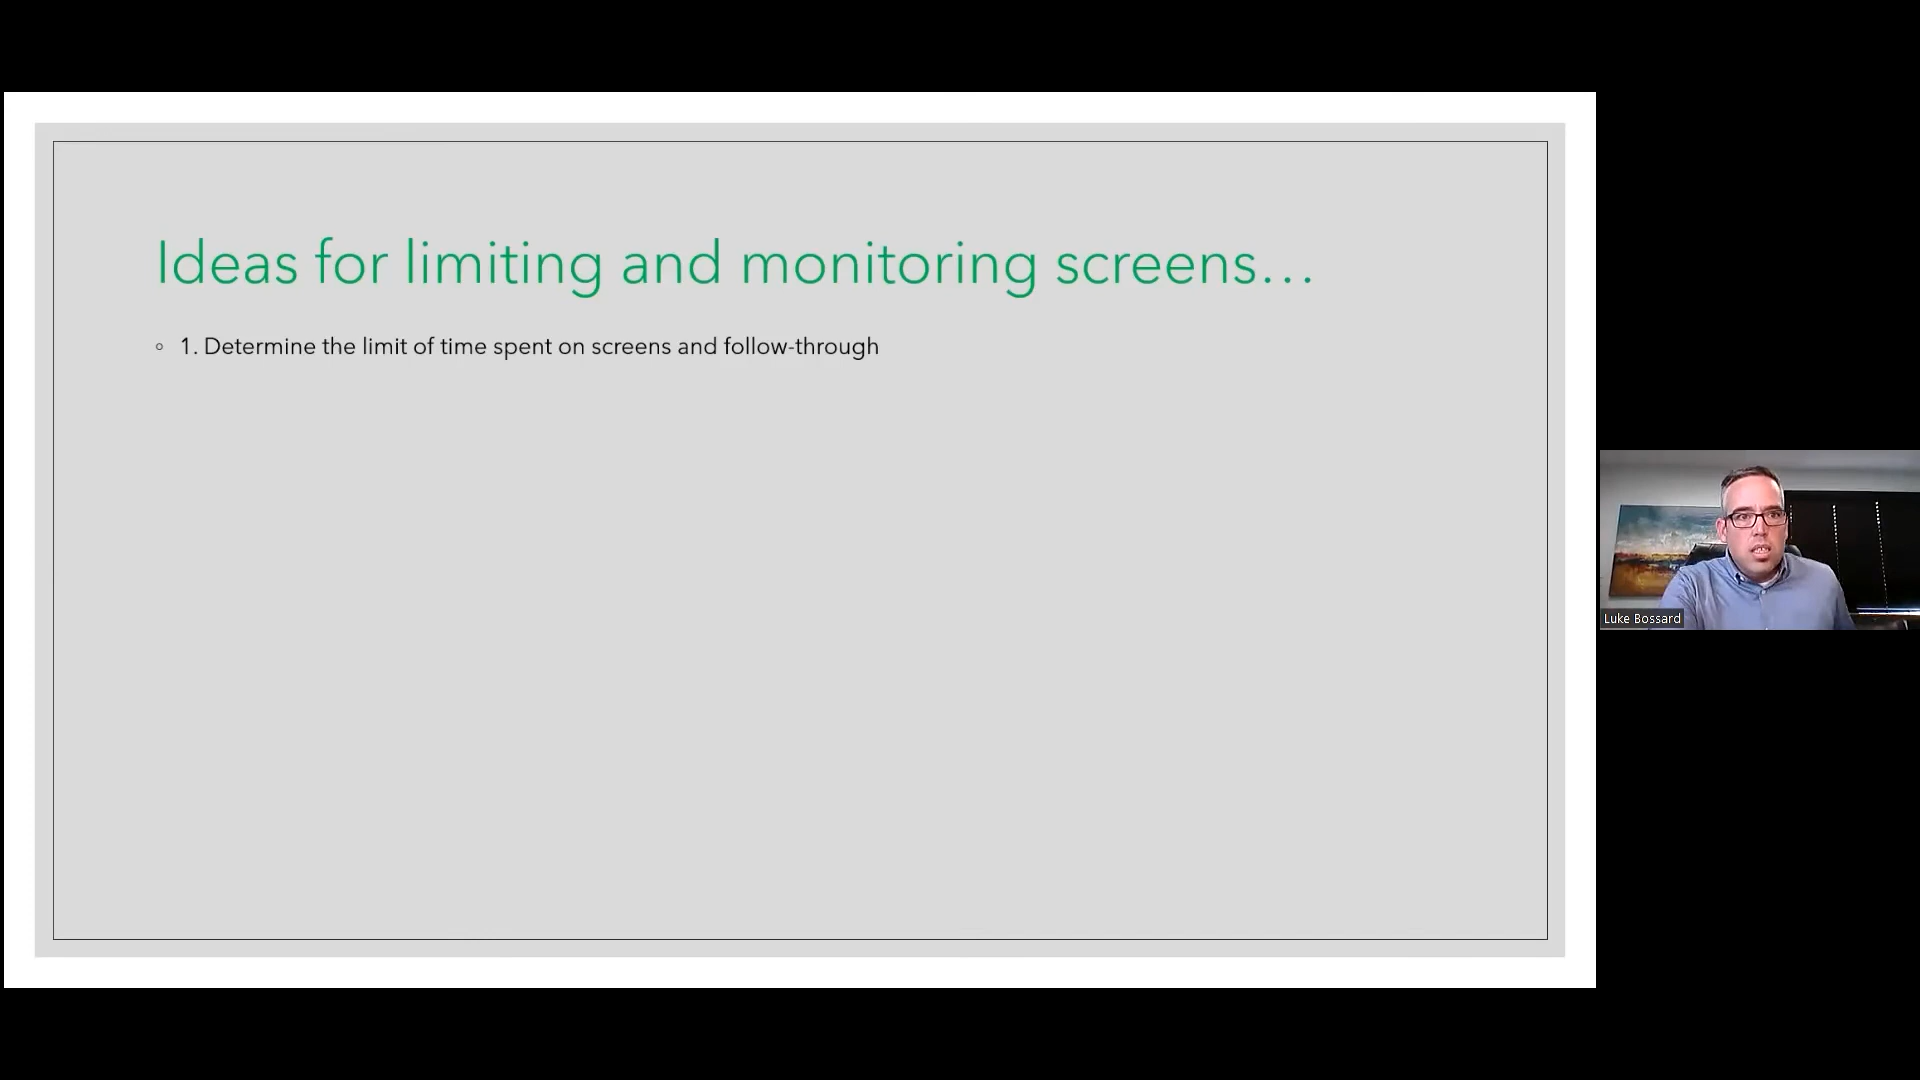 Ideas for limiting and monitoring screens…
◦ 1. Determine the limit of time spent on screens and follow-through
Luke Bossard